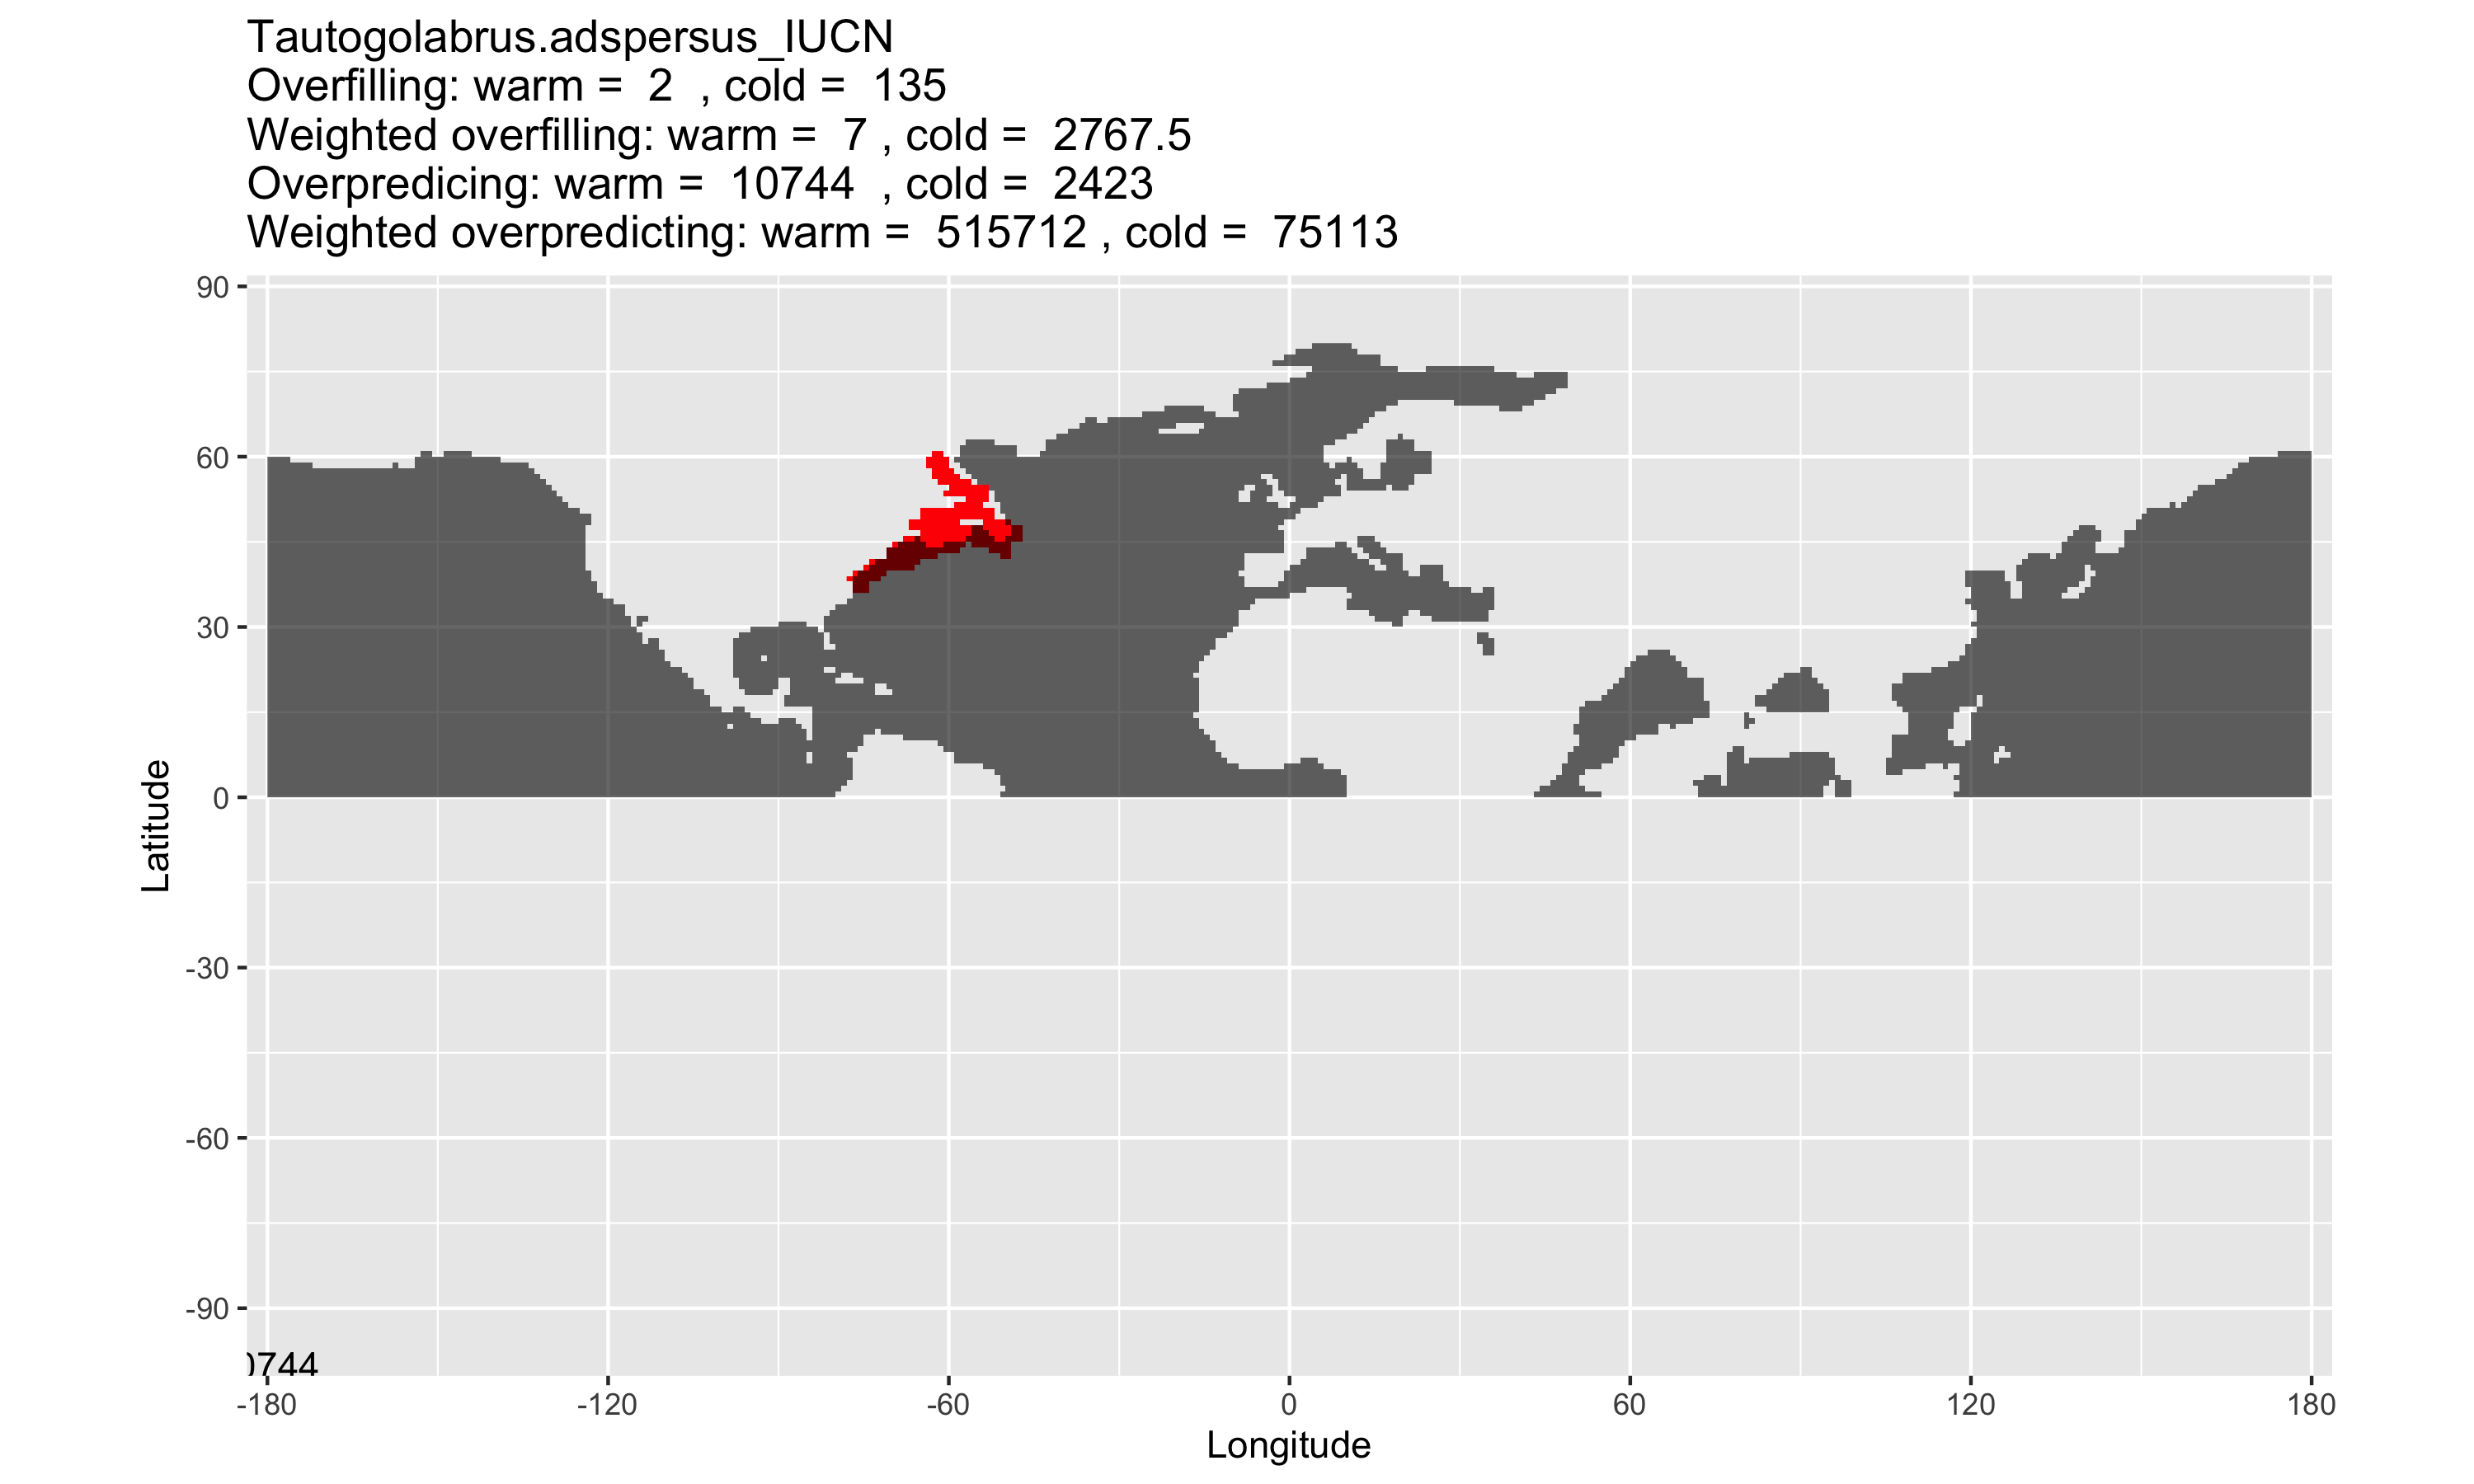 Tautogolabrus.adspersus_IUCN
Overfilling: warm =  2  , cold =  135
Weighted overfilling: warm =  7 , cold =  2767.5
Overpredicing: warm =  10744  , cold =  2423
Weighted overpredicting: warm =  515712 , cold =  75113
90
60
30
0
-30
-60
-90
Latitude
0744
-180 -120 -60 0 60 120 180
Longitude